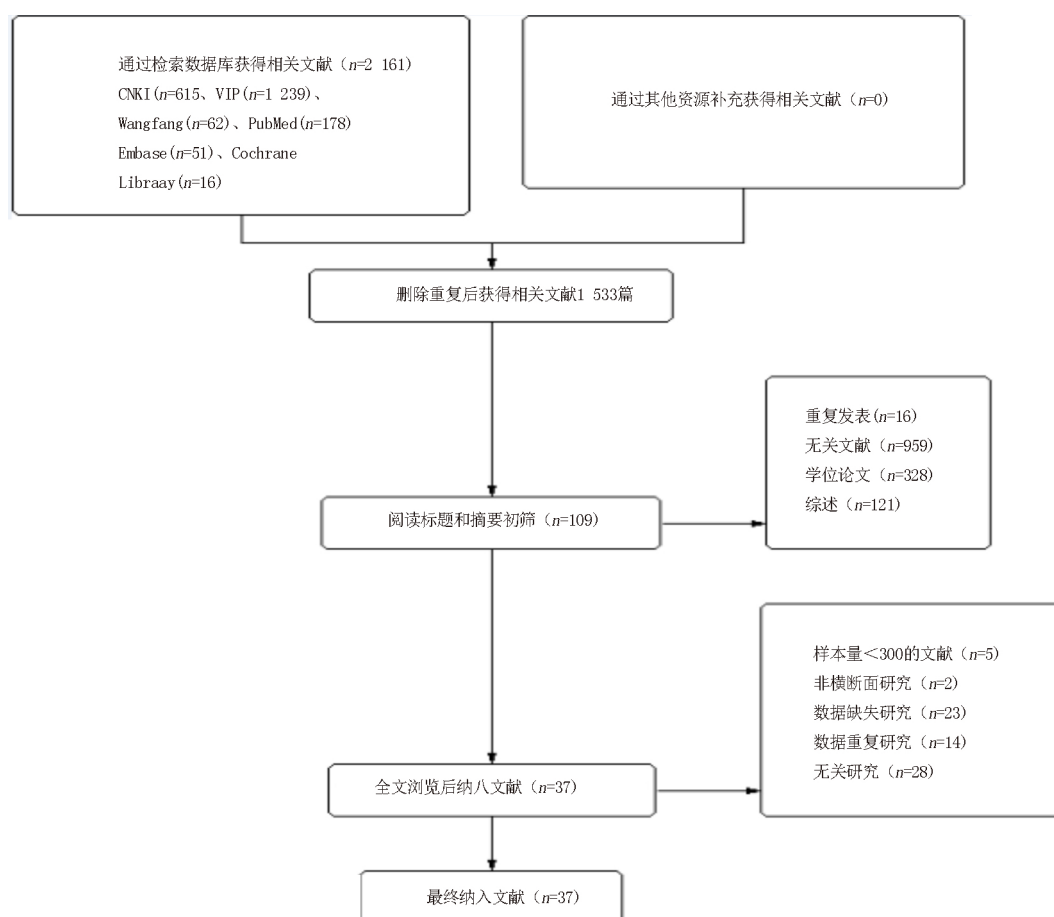 通过检索数据库获得相关文献（n=2 161)
CNKI(n=615、VIP(n=1 239)、
Wangfang(n=62)、PubMed(n=178)
Embase(n=51)、Cochrane
Libraay(n=16)
通过其他资源补充获得相关文献（n=0)
删除重复后获得相关文献1 533篇
重复发表(n=16)
无关文献（n=959)
学位论文（n=328)
综述（n=121)
阅读标题和摘要初筛（n=109)
样本量＜300的文献（n=5)
非横断面研究（n=2)
数据缺失研究（n=23)
数据重复研究（n=14)
无关研究（n=28)
全文浏览后纳八文献（n=37)
最终纳入文献（n=37)